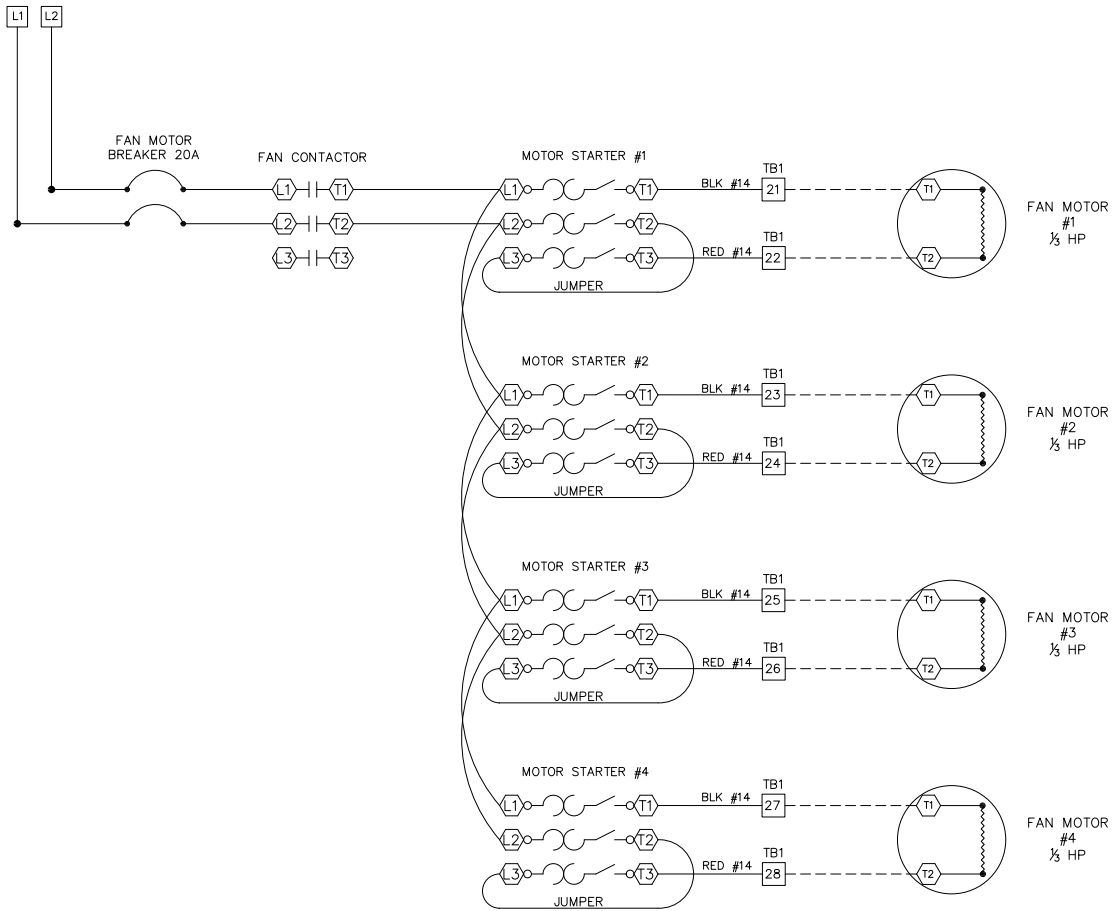 L1 L2
FAN MOTOR
BREAKER 20A
FAN CONTACTOR
L1 T1
L2 T2
L3 T3
MOTOR STARTER #1
L1 T1 BLK #14 TB1 21 T1
L2 T2
L3 T3 RED #14 TB1 22 T2
JUMPER
FAN MOTOR
#1
⅓ HP
MOTOR STARTER #2
L1 T1 BLK #14 TB1 23 T1
L2 T2
L3 T3 RED #14 TB1 24 T2
JUMPER
FAN MOTOR
#2
⅓ HP
MOTOR STARTER #3
L1 T1 BLK #14 TB1 25 T1
L2 T2
L3 T3 RED #14 TB1 26 T2
JUMPER
FAN MOTOR
#3
⅓ HP
MOTOR STARTER #4
L1 T1 BLK #14 TB1 27 T1
L2 T2
L3 T3 RED #14 TB1 28 T2
JUMPER
FAN MOTOR
#4
⅓ HP